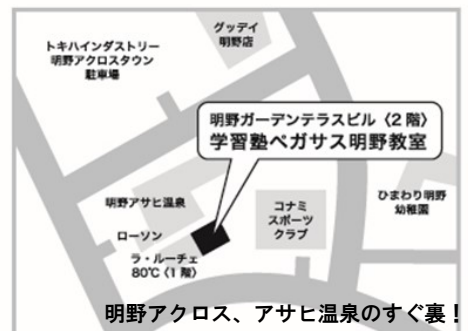 グッデイ
明野店
トキハインダストリー
明野アクロスタウン
駐車場
明野ガーデンテラスビル〈2階〉
学習塾ペガサス明野教室
ひまわり明野
幼稚園
明野アサヒ温泉
コナミ
スポーツ
クラブ
ローソン
ラ・ルーチェ
80℃〈1階〉
明野アクロス、アサヒ温泉のすぐ裏！